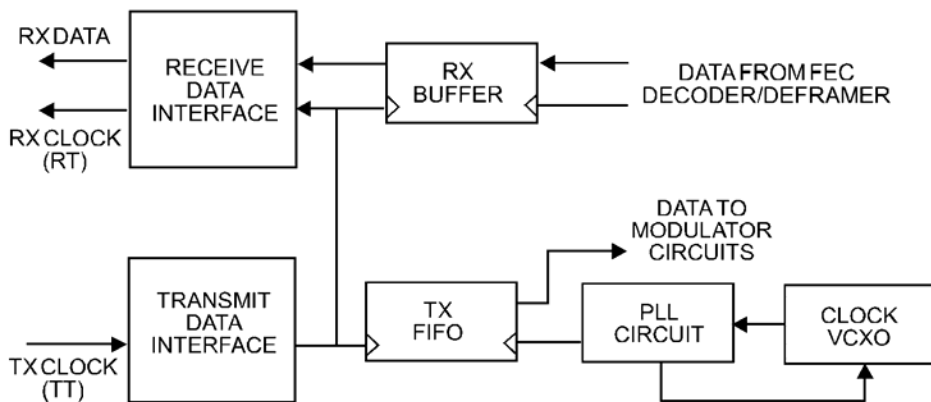 RX DATA
RX CLOCK
(RT)
RECEIVE
DATA
INTERFACE
RX
BUFFER
DATA FROM FEC
DECODER/DEFRAMER
DATA TO
MODULATOR
CIRCUITS
TX CLOCK
(TT)
TRANSMIT
DATA
INTERFACE
TX
FIFO
PLL
CIRCUIT
CLOCK
VCXO